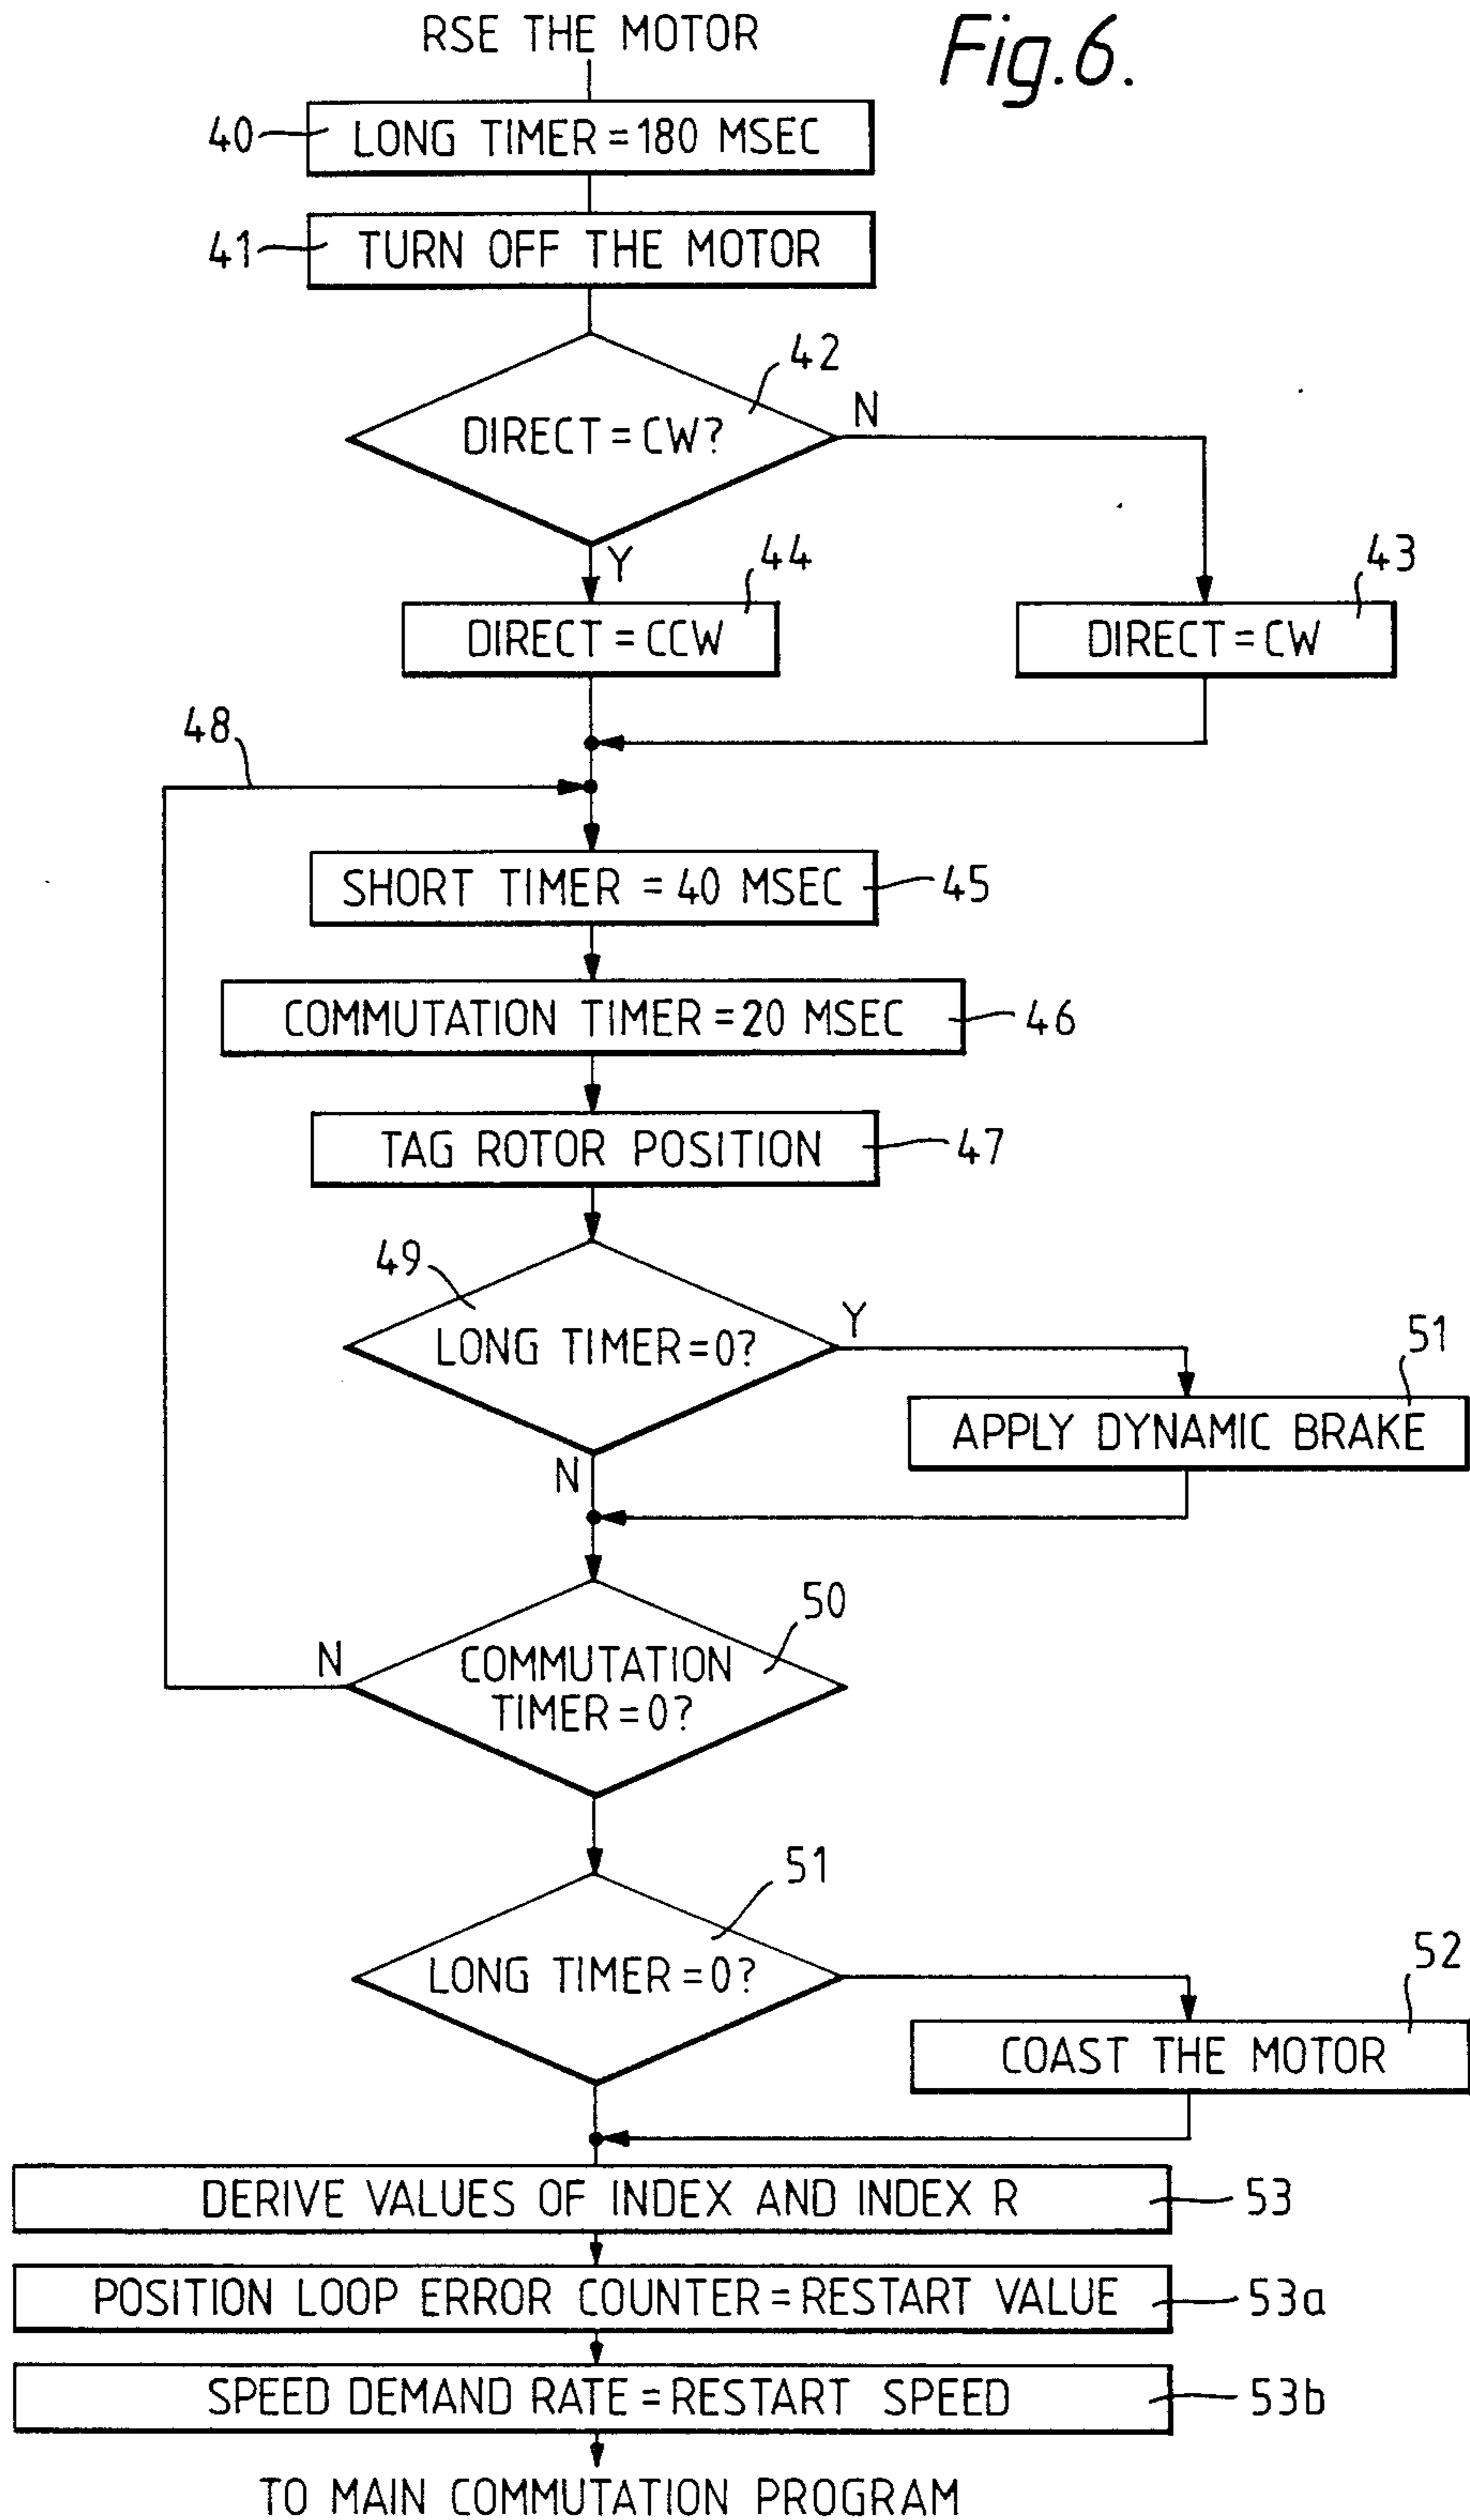 RSE THE MOTOR
Fig.6.
40
LONG TIMER = 180 MSEC
41
TURN OFF THE MOTOR
42
DIRECT = CW?
N
Y
44
43
DIRECT = CCW
DIRECT = CW
48
SHORT TIMER = 40 MSEC
45
COMMUTATION TIMER = 20 MSEC
46
TAG ROTOR POSITION
47
49
LONG TIMER = 0?
Y
51
APPLY DYNAMIC BRAKE
N
50
N
COMMUTATION
TIMER = 0?
51
LONG TIMER = 0?
52
COAST THE MOTOR
DERIVE VALUES OF INDEX AND INDEX R
53
POSITION LOOP ERROR COUNTER = RESTART VALUE
53a
SPEED DEMAND RATE = RESTART SPEED
53b
TO MAIN COMMUTATION PROGRAM